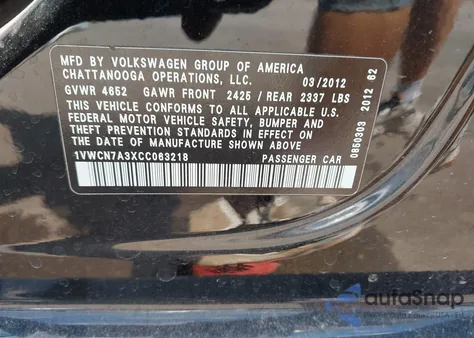 MFD. BY VOLKSWAGEN GROUP OF AMERICA
CHATTANOOGA OPERATIONS, LLC. 03/2012
GVWR 4652 GAWR FRONT 2425 / REAR 2337 LBS
THIS VEHICLE CONFORMS TO ALL APPLICABLE U.S.
FEDERAL MOTOR VEHICLE SAFETY, BUMPER AND
THEFT PREVENTION STANDARDS IN EFFECT ON
THE DATE OF MANUFACTURE SHOWN ABOVE
1VWCN7A3XCC063218 PASSENGER CAR
0850303 2012 62
autoSnap